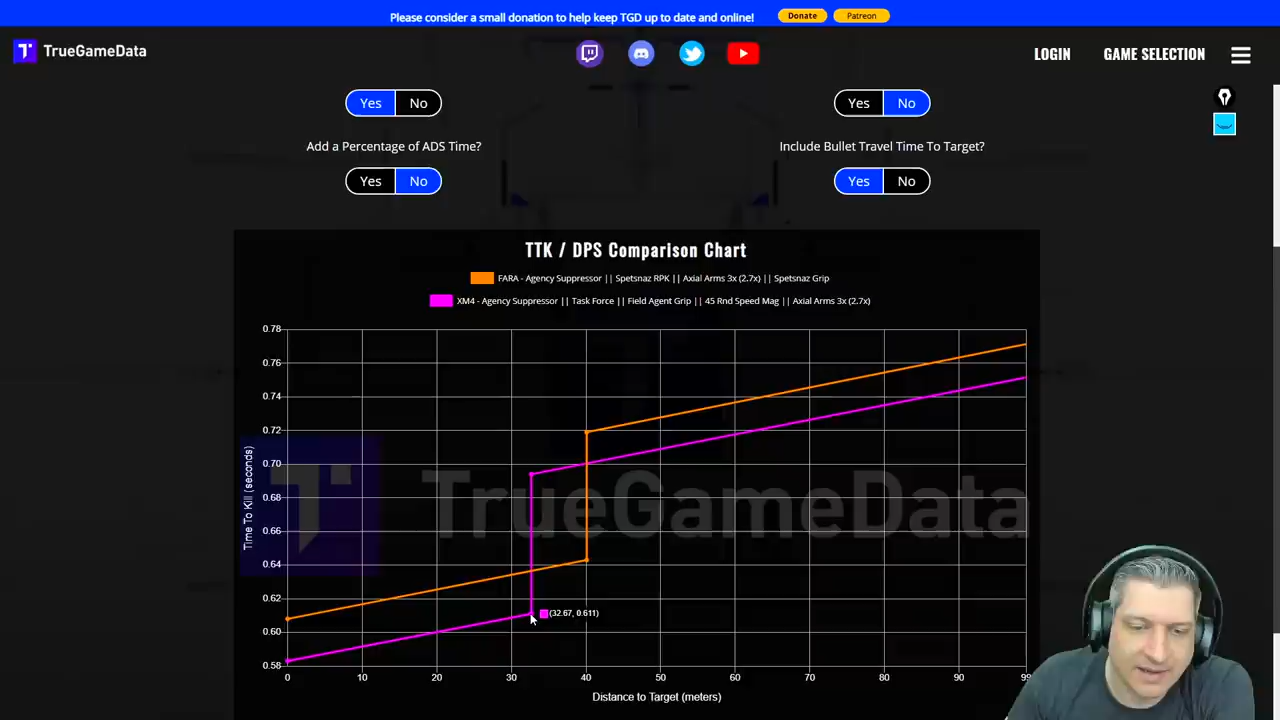 Please consider a small donation to help keep TGD up to date and online! Donate Patreon
TrueGameData LOGIN GAME SELECTION
Yes No Yes No
Add a Percentage of ADS Time? Include Bullet Travel Time To Target?
Yes No Yes No
TTK / DPS Comparison Chart
FARA - Agency Suppressor || Spetsnaz RPK || Axial Arms 3x (2.7x) || Spetsnaz Grip
XM4 - Agency Suppressor || Task Force || Field Agent Grip || 45 Rnd Speed Mag || Axial Arms 3x (2.7x)
0.78
0.76
0.74
0.72
0.70
0.68
0.66
0.64
0.62
0.60
0.58
Time To Kill (seconds)
TrueGameData
(32.67, 0.611)
0 10 20 30 40 50 60 70 80 90 99
Distance to Target (meters)